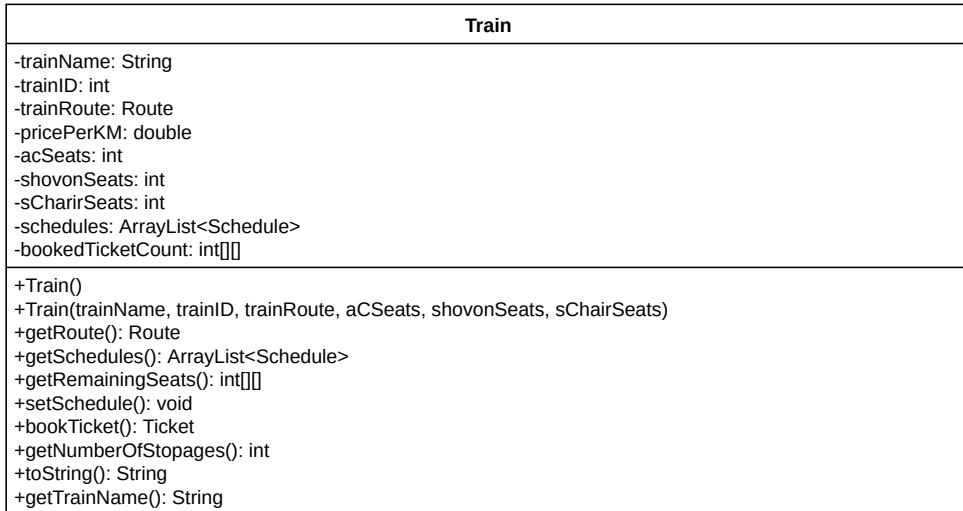 Train
-trainName: String
-trainID: int
-trainRoute: Route
-pricePerKM: double
-acSeats: int
-shovonSeats: int
-sCharirSeats: int
-schedules: ArrayList<Schedule>
-bookedTicketCount: int[][]
+Train()
+Train(trainName, trainID, trainRoute, aCSeats, shovonSeats, sChairSeats)
+getRoute(): Route
+getSchedules(): ArrayList<Schedule>
+getRemainingSeats(): int[][]
+setSchedule(): void
+bookTicket(): Ticket
+getNumberOfStopages(): int
+toString(): String
+getTrainName(): String